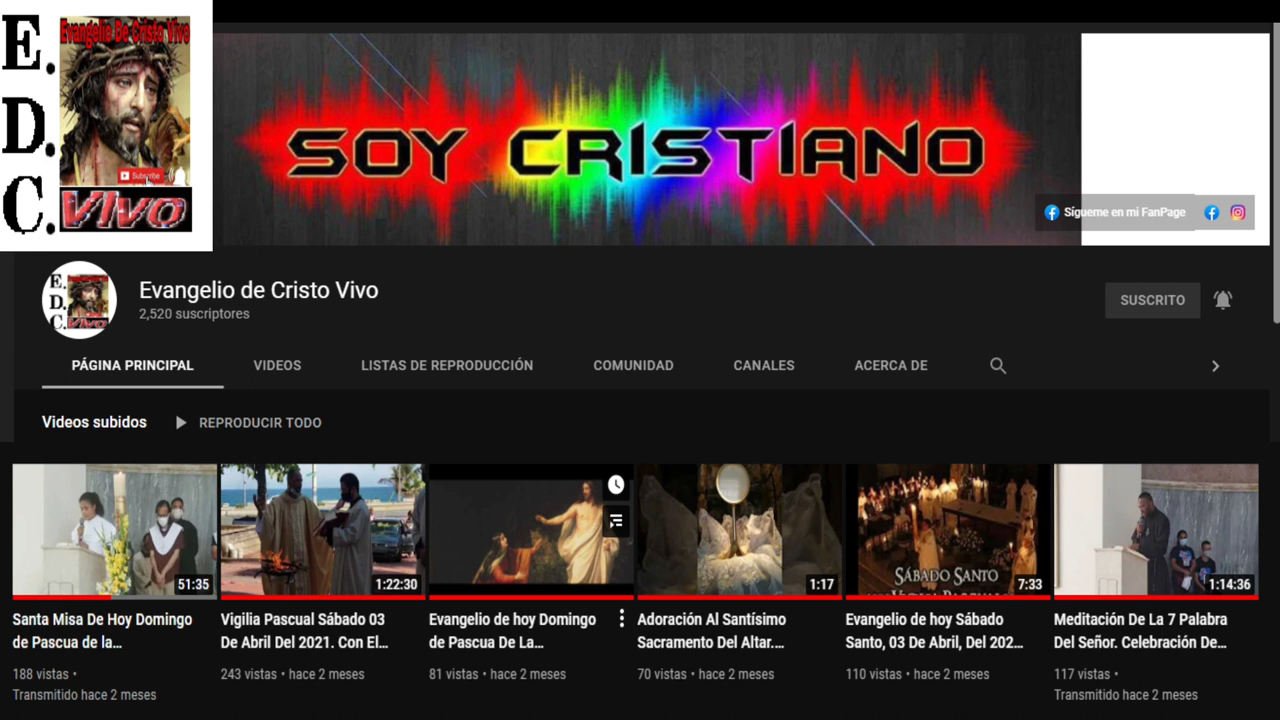 E.
D.
C.
Evangelio De Cristo Vivo
Subscribe
Vivo
SOY CRISTIANO
Sígueme en mi FanPage
Evangelio de Cristo Vivo
2,520 suscriptores
SUSCRITO
PÁGINA PRINCIPAL
VIDEOS
LISTAS DE REPRODUCCIÓN
COMUNIDAD
CANALES
ACERCA DE
Videos subidos
REPRODUCIR TODO
51:35
1:22:30
1:17
SÁBADO SANTO
7:33
1:14:36
Santa Misa De Hoy Domingo
de Pascua de la...
188 vistas •
Transmitido hace 2 meses
Vigilia Pascual Sábado 03
De Abril Del 2021. Con El...
243 vistas • hace 2 meses
Evangelio de hoy Domingo
de Pascua De La...
81 vistas • hace 2 meses
Adoración Al Santísimo
Sacramento Del Altar....
70 vistas • hace 2 meses
Evangelio de hoy Sábado
Santo, 03 De Abril, Del 202...
110 vistas • hace 2 meses
Meditación De La 7 Palabra
Del Señor. Celebración De...
117 vistas •
Transmitido hace 2 meses